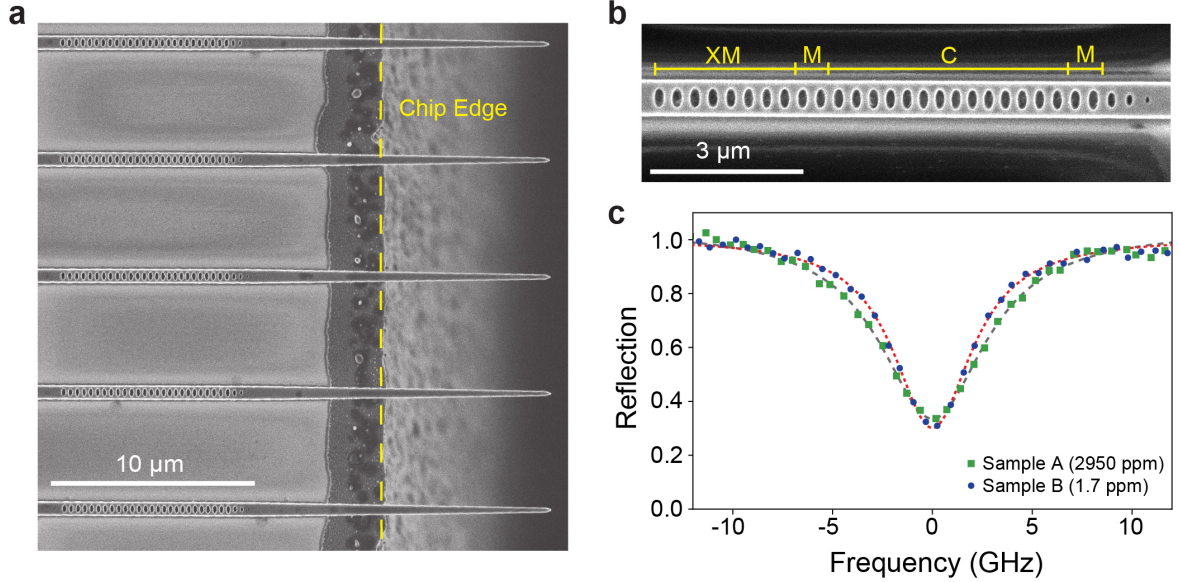 a
Chip Edge
10 μm
b
XM M C M
3 μm
c
Reflection
1.0
0.8
0.6
0.4
0.2
0.0
Sample A (2950 ppm)
Sample B (1.7 ppm)
-10 -5 0 5 10
Frequency (GHz)